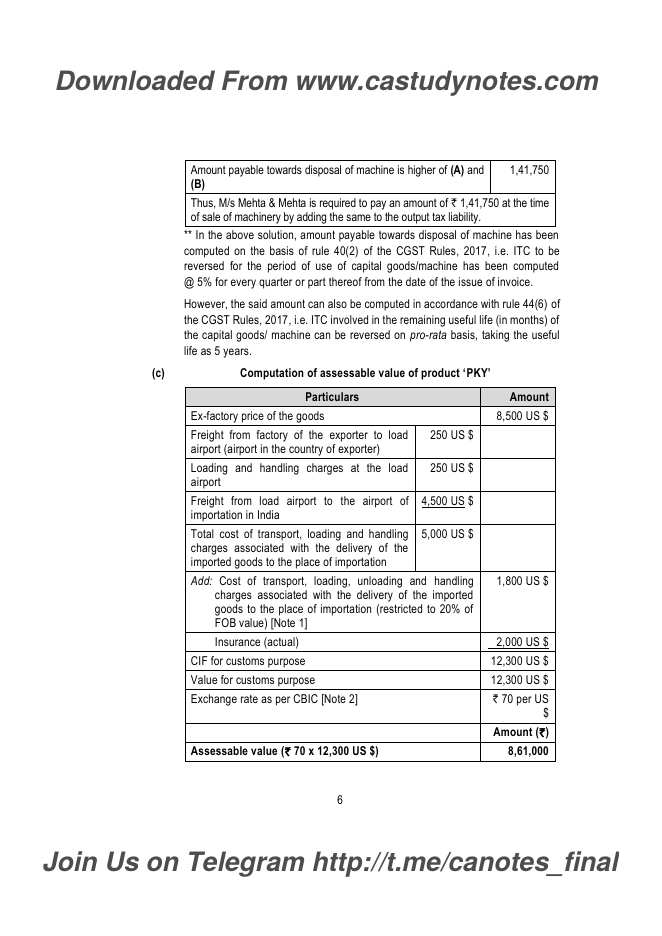 Downloaded From www.castudynotes.com
Amount payable towards disposal of machine is higher of (A) and 1,41,750
(B)
Thus, M/s Mehta & Mehta is required to pay an amount of ₹ 1,41,750 at the time
of sale of machinery by adding the same to the output tax liability.
** In the above solution, amount payable towards disposal of machine has been
computed on the basis of rule 40(2) of the CGST Rules, 2017, i.e. ITC to be
reversed for the period of use of capital goods/machine has been computed
@ 5% for every quarter or part thereof from the date of the issue of invoice.
However, the said amount can also be computed in accordance with rule 44(6) of
the CGST Rules, 2017, i.e. ITC involved in the remaining useful life (in months) of
the capital goods/ machine can be reversed on pro-rata basis, taking the useful
life as 5 years.
(c) Computation of assessable value of product ‘PKY’
Particulars Amount
Ex-factory price of the goods 8,500 US $
Freight from factory of the exporter to load 250 US $
airport (airport in the country of exporter)
Loading and handling charges at the load 250 US $
airport
Freight from load airport to the airport of 4,500 US $
importation in India
Total cost of transport, loading and handling 5,000 US $
charges associated with the delivery of the
imported goods to the place of importation
Add: Cost of transport, loading, unloading and handling 1,800 US $
charges associated with the delivery of the imported
goods to the place of importation (restricted to 20% of
FOB value) [Note 1]
Insurance (actual) 2,000 US $
CIF for customs purpose 12,300 US $
Value for customs purpose 12,300 US $
Exchange rate as per CBIC [Note 2] ₹ 70 per US
$
Amount (₹)
Assessable value (₹ 70 x 12,300 US $) 8,61,000
6
Join Us on Telegram http://t.me/canotes_final